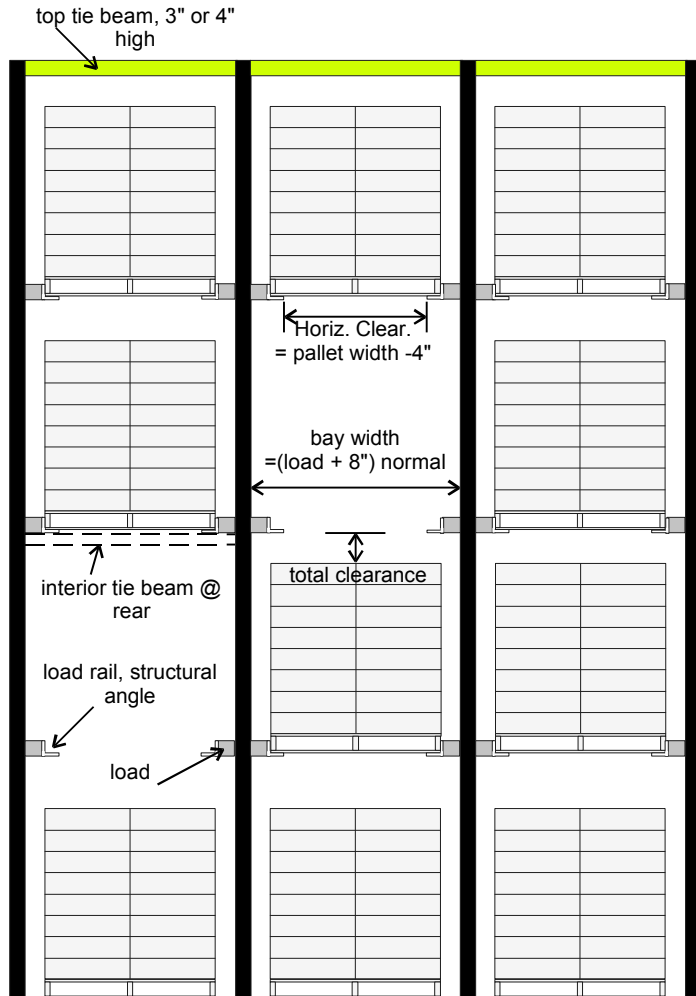 top tie beam, 3" or 4"
high
Horiz. Clear.
= pallet width -4"
bay width
=(load + 8") normal
total clearance
interior tie beam @
rear
load rail, structural
angle
load